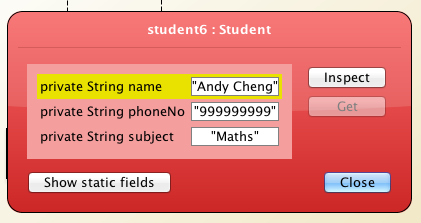 student6 : Student
private String name "Andy Cheng"
Inspect
private String phoneNo "999999999"
Get
private String subject "Maths"
Show static fields
Close